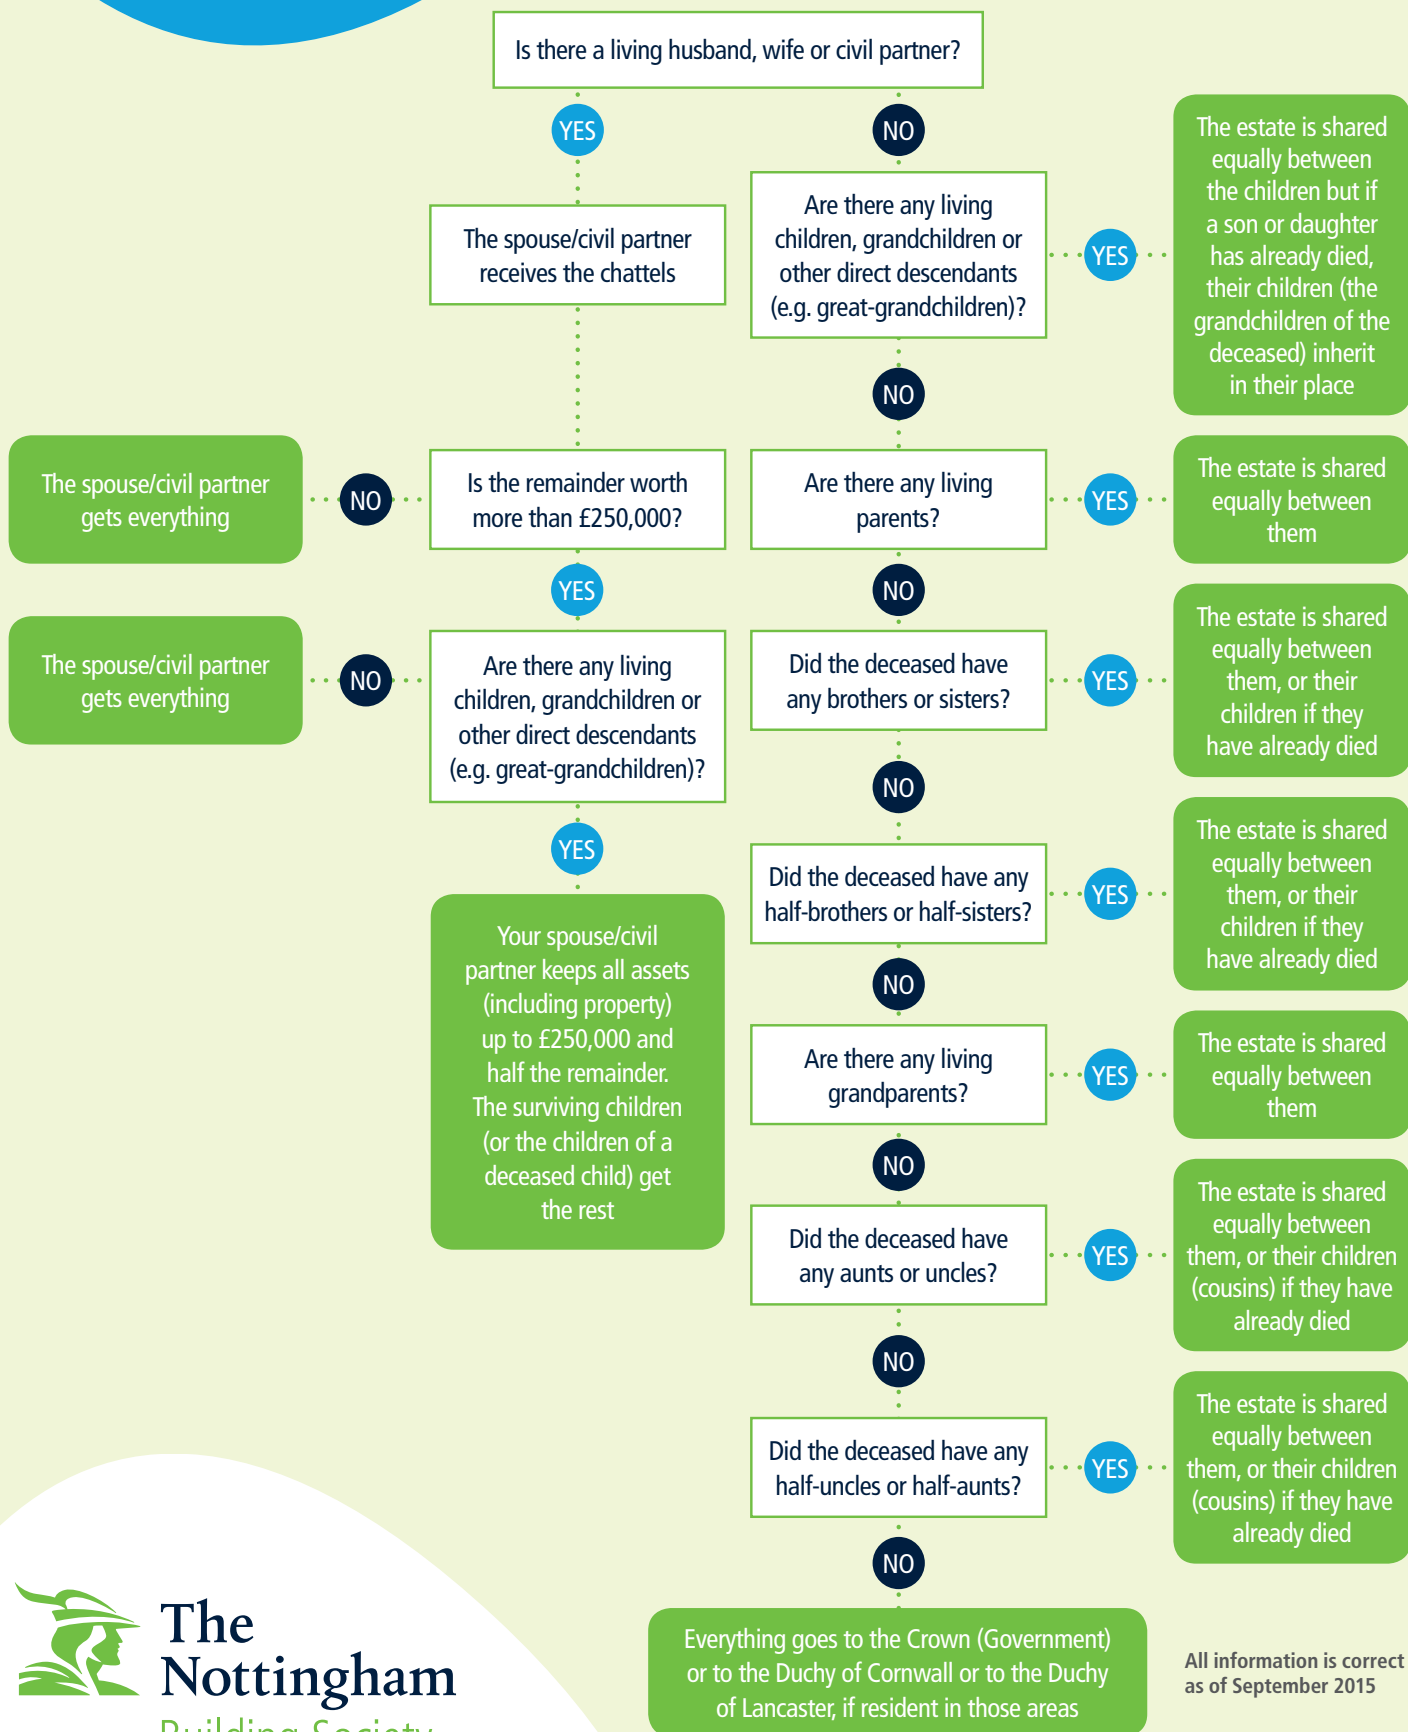 Is there a living husband, wife or civil partner?
YES
NO
The spouse/civil partner
receives the chattels
Are there any living
children, grandchildren or
other direct descendants
(e.g. great-grandchildren)?
YES
The estate is shared
equally between
the children but if
a son or daughter
has already died,
their children (the
grandchildren of the
deceased) inherit
in their place
NO
The spouse/civil partner
gets everything
NO
Is the remainder worth
more than £250,000?
Are there any living
parents?
YES
The estate is shared
equally between
them
YES
NO
The spouse/civil partner
gets everything
NO
Are there any living
children, grandchildren or
other direct descendants
(e.g. great-grandchildren)?
Did the deceased have
any brothers or sisters?
YES
The estate is shared
equally between
them, or their
children if they
have already died
YES
NO
Your spouse/civil
partner keeps all assets
(including property)
up to £250,000 and
half the remainder.
The surviving children
(or the children of a
deceased child) get
the rest
Did the deceased have any
half-brothers or half-sisters?
YES
The estate is shared
equally between
them, or their
children if they
have already died
NO
Are there any living
grandparents?
YES
The estate is shared
equally between
them
NO
Did the deceased have
any aunts or uncles?
YES
The estate is shared
equally between
them, or their children
(cousins) if they have
already died
NO
Did the deceased have any
half-uncles or half-aunts?
YES
The estate is shared
equally between
them, or their children
(cousins) if they have
already died
NO
Everything goes to the Crown (Government)
or to the Duchy of Cornwall or to the Duchy
of Lancaster, if resident in those areas
All information is correct
as of September 2015
The
Nottingham
Building Society